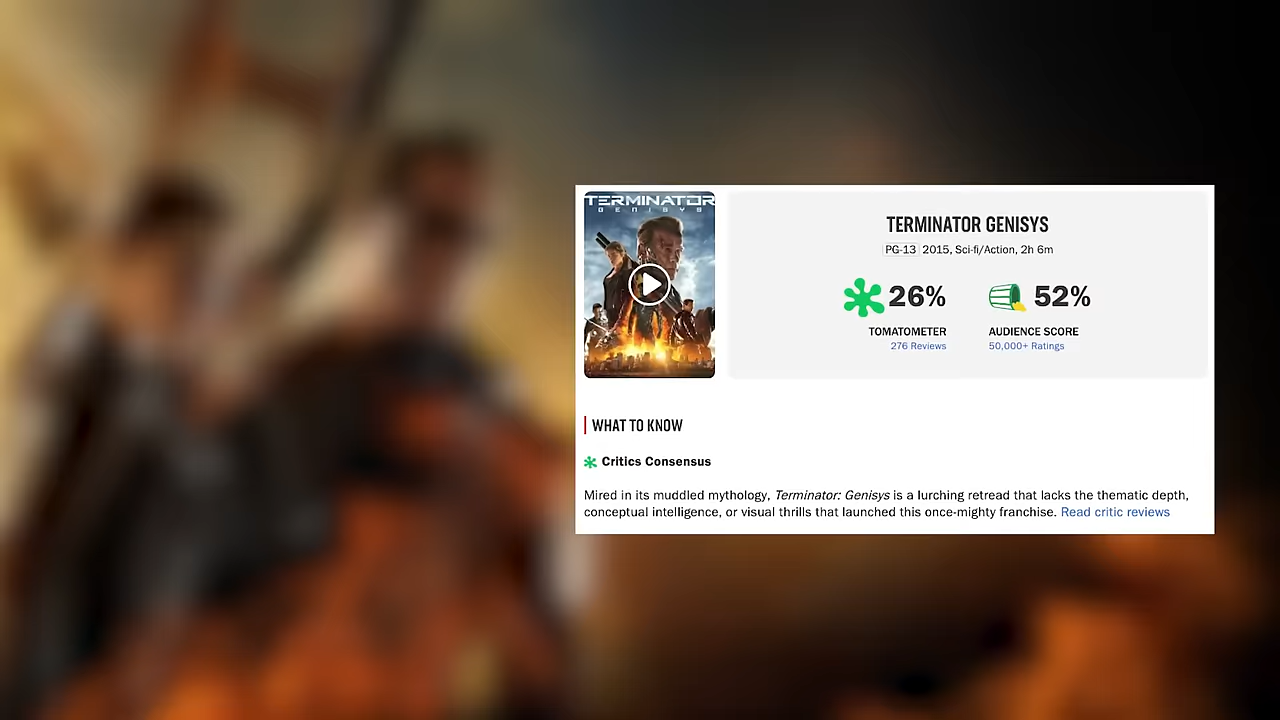 TERMINATOR
GENISYS
TERMINATOR GENISYS
PG-13 2015, Sci-fi/Action, 2h 6m
26% 52%
TOMATOMETER AUDIENCE SCORE
276 Reviews 50,000+ Ratings
WHAT TO KNOW
Critics Consensus
Mired in its muddled mythology, Terminator: Genisys is a lurching retread that lacks the thematic depth,
conceptual intelligence, or visual thrills that launched this once-mighty franchise. Read critic reviews